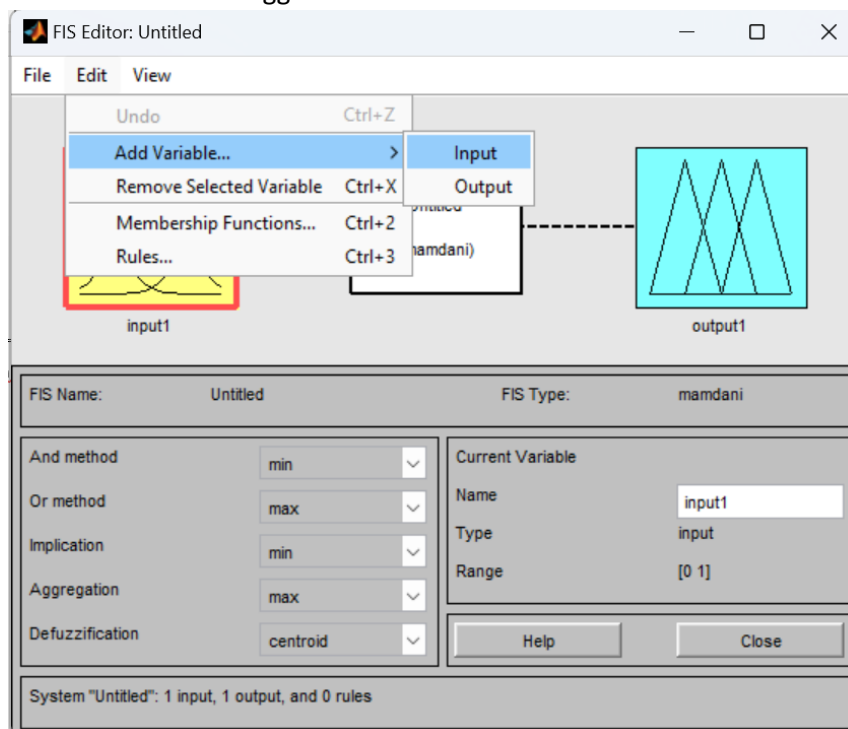 gg
FIS Editor: Untitled
File Edit View
Undo Ctrl+Z
Add Variable... > Input
Remove Selected Variable Ctrl+X Output
Membership Functions... Ctrl+2
Rules... Ctrl+3
input1
output1
FIS Name: Untitled FIS Type: mamdani
And method min
Or method max
Implication min
Aggregation max
Defuzzification centroid
Current Variable
Name input1
Type input
Range [0 1]
Help Close
System "Untitled": 1 input, 1 output, and 0 rules